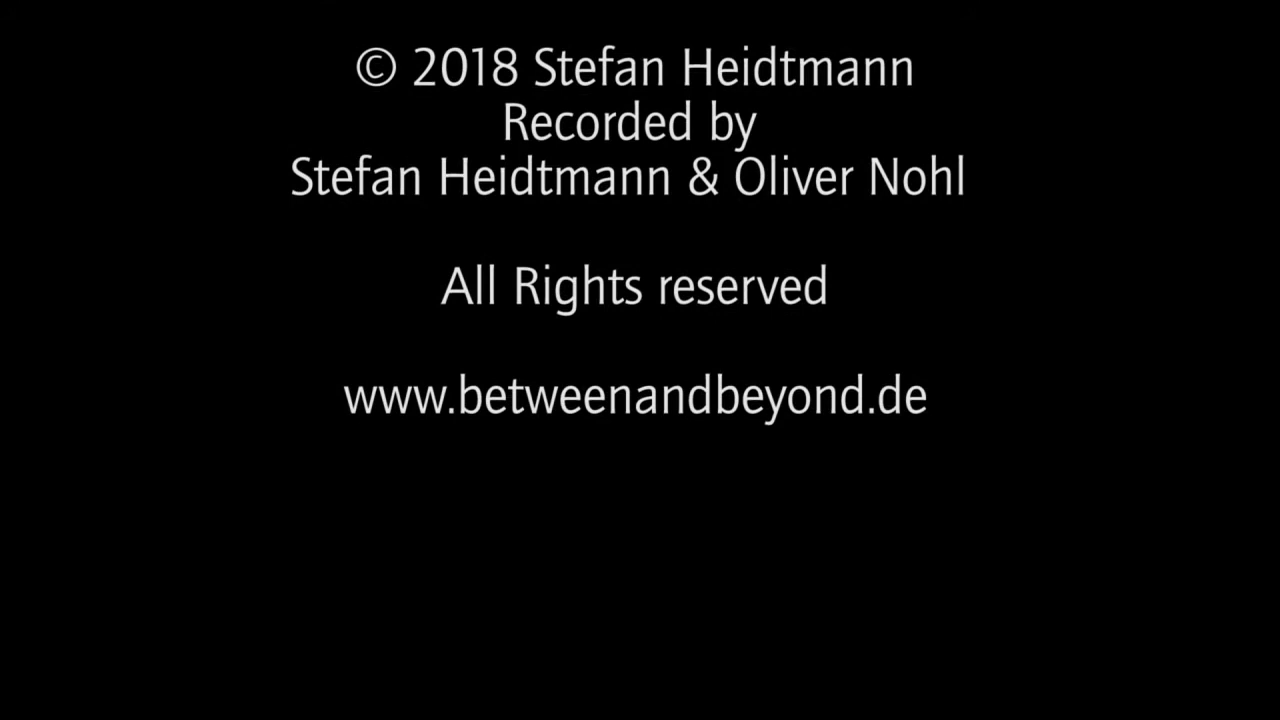 © 2018 Stefan Heidtmann
Recorded by
Stefan Heidtmann & Oliver Nohl
All Rights reserved
www.betweenandbeyond.de